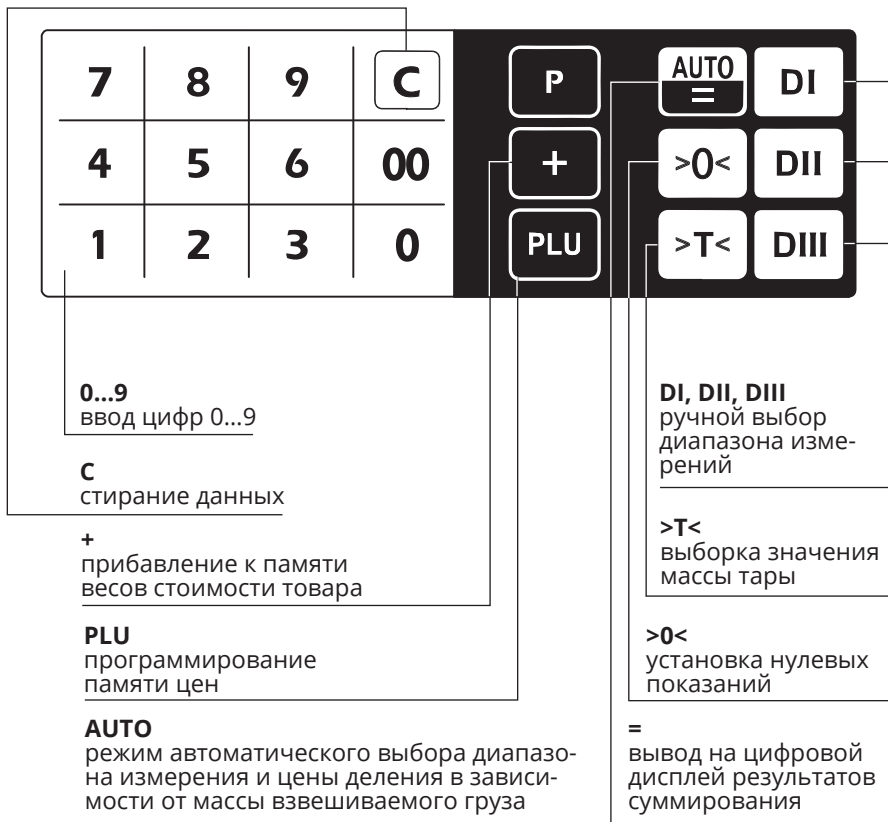 7 8 9 C P AUTO DI
=
4 5 6 00 + >0< DII
1 2 3 0 PLU >T< DIII
0...9
ввод цифр 0...9
C
стирание данных
+
прибавление к памяти
весов стоимости товара
PLU
программирование
памяти цен
AUTO
режим автоматического выбора диапазо-
на измерения и цены деления в зависи-
мости от массы взвешиваемого груза
DI, DII, DIII
ручной выбор
диапазона изме-
рений
>T<
выборка значения
массы тары
>0<
установка нулевых
показаний
=
вывод на цифровой
дисплей результатов
суммирования